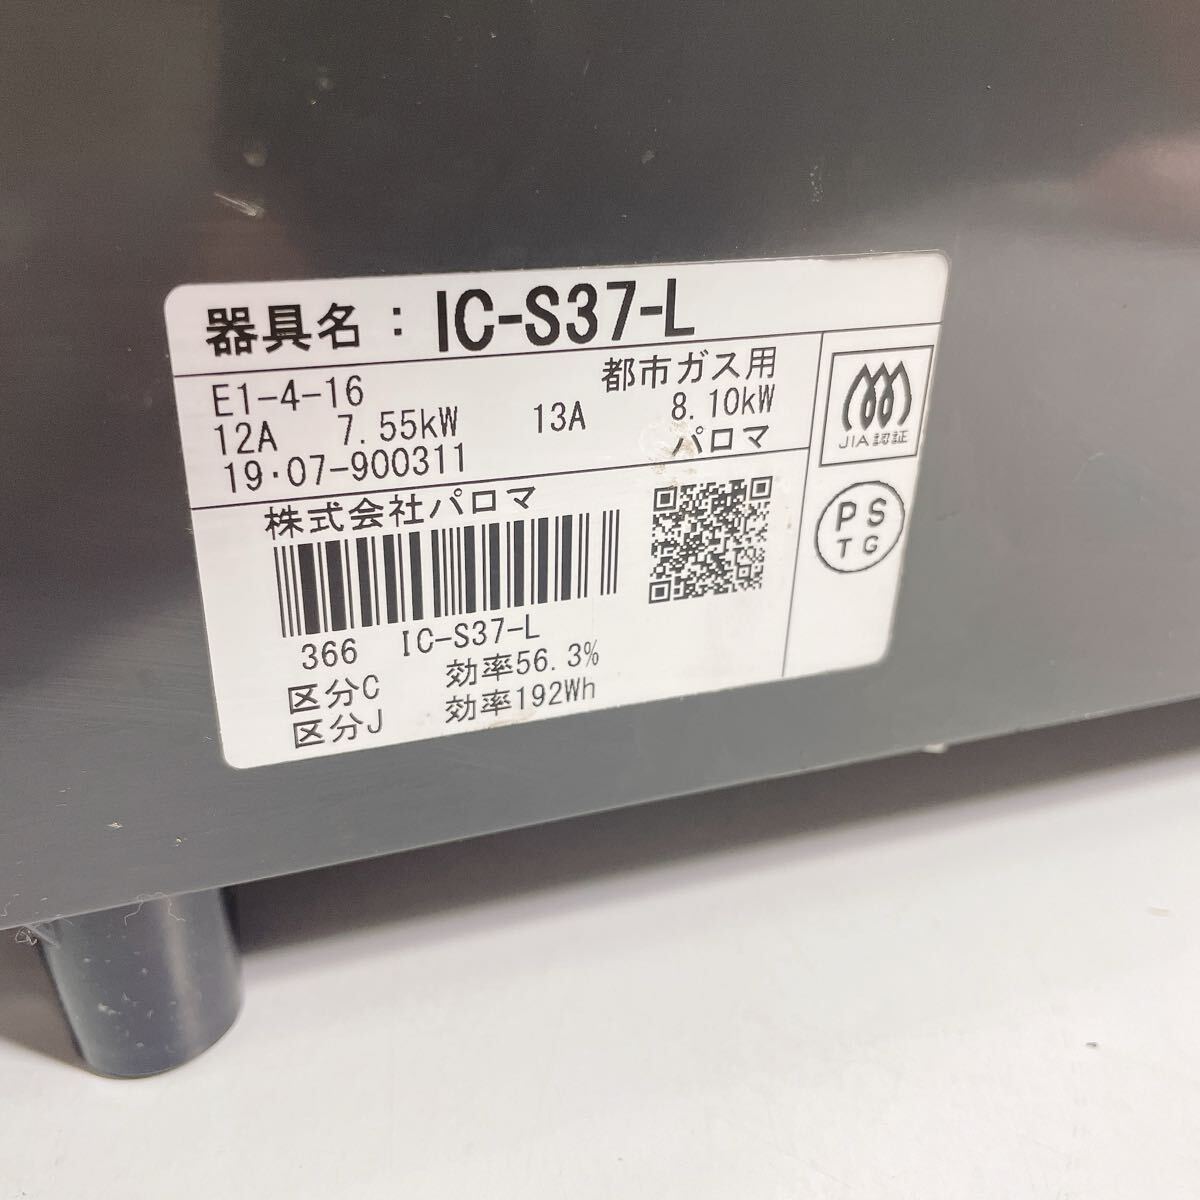 器具名：IC-S37-L
E1-4-16 都市ガス用
12A 7.55kW 13A 8.10kW
19･07-900311 パロマ
株式会社パロマ
366 IC-S37-L
区分C 効率56.3%
区分J 効率192Wh
JIA認証
PS
TG